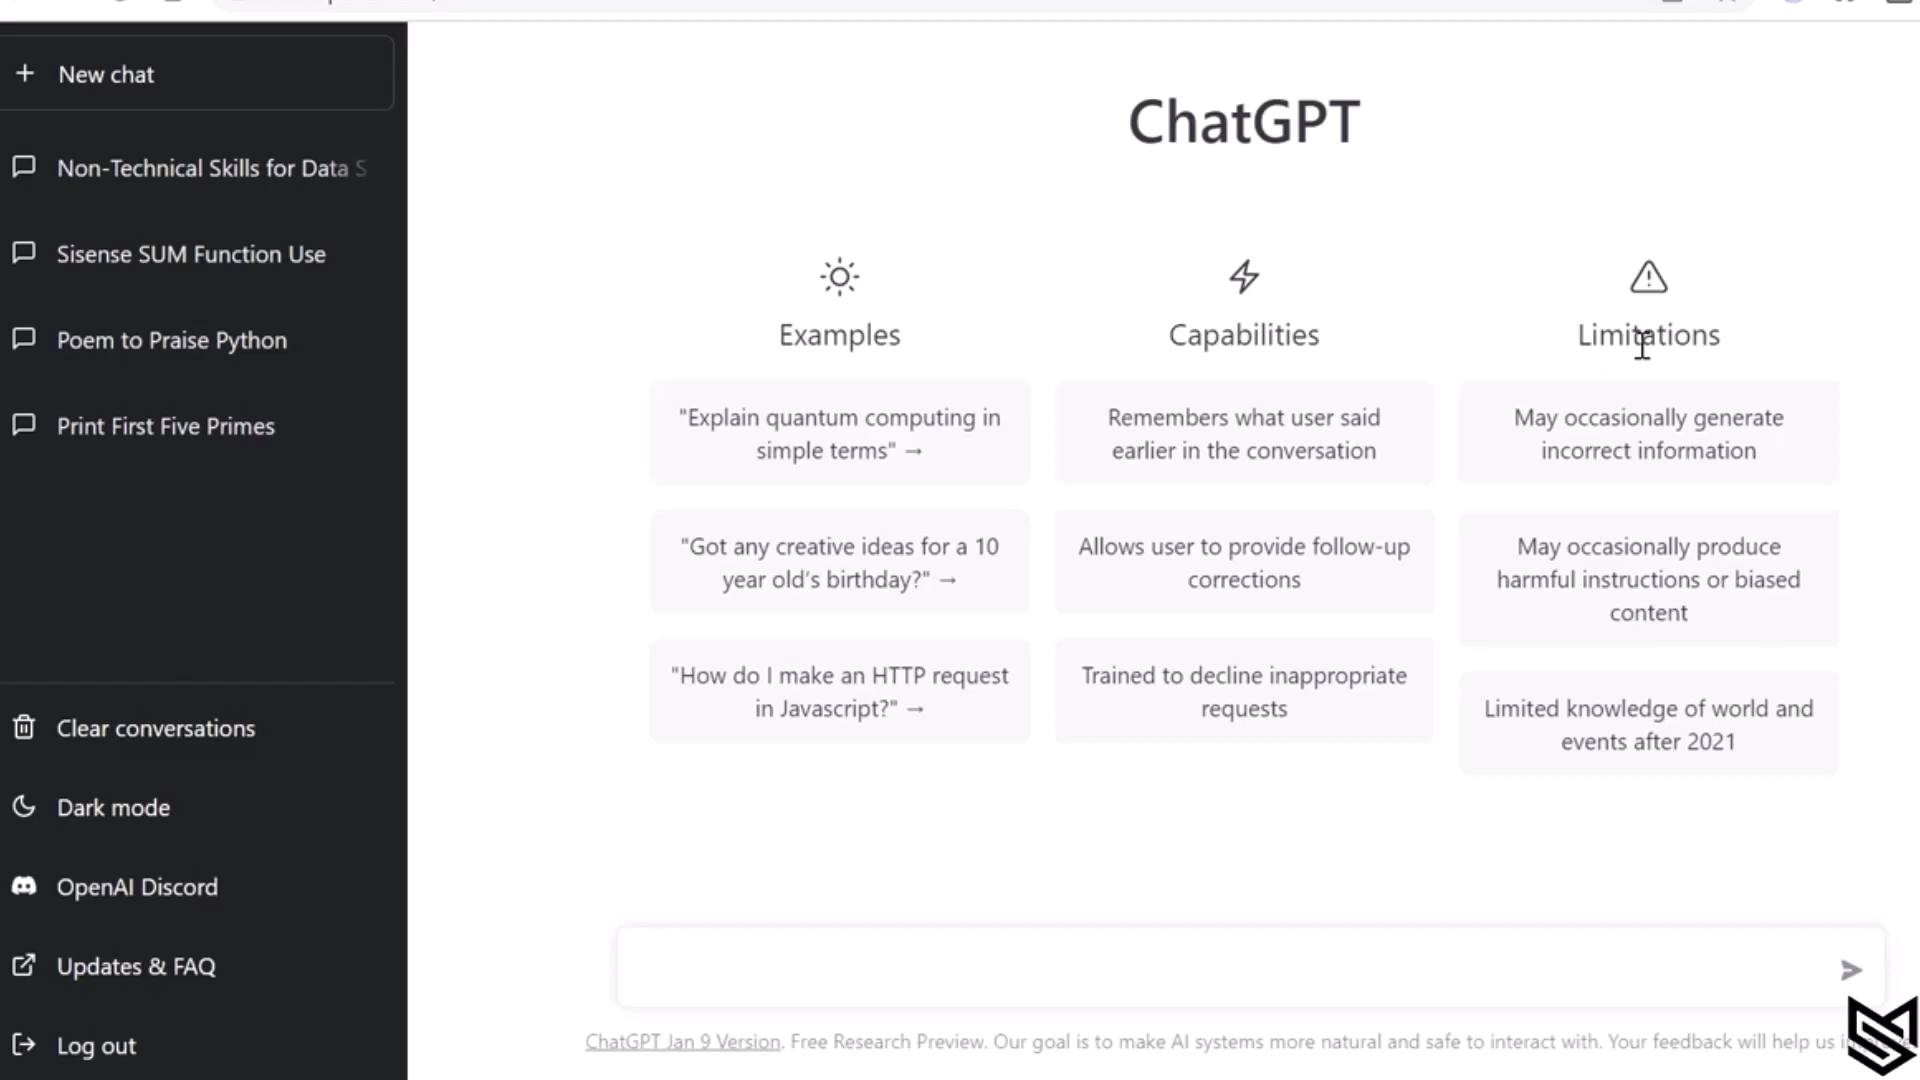 New chat
Non-Technical Skills for Data S
Sisense SUM Function Use
Poem to Praise Python
Print First Five Primes
Clear conversations
Dark mode
OpenAI Discord
Updates & FAQ
Log out
ChatGPT
Examples
"Explain quantum computing in
simple terms" →
"Got any creative ideas for a 10
year old's birthday?" →
"How do I make an HTTP request
in Javascript?" →
Capabilities
Remembers what user said
earlier in the conversation
Allows user to provide follow-up
corrections
Trained to decline inappropriate
requests
Limitations
May occasionally generate
incorrect information
May occasionally produce
harmful instructions or biased
content
Limited knowledge of world and
events after 2021
ChatGPT Jan 9 Version. Free Research Preview. Our goal is to make AI systems more natural and safe to interact with. Your feedback will help us